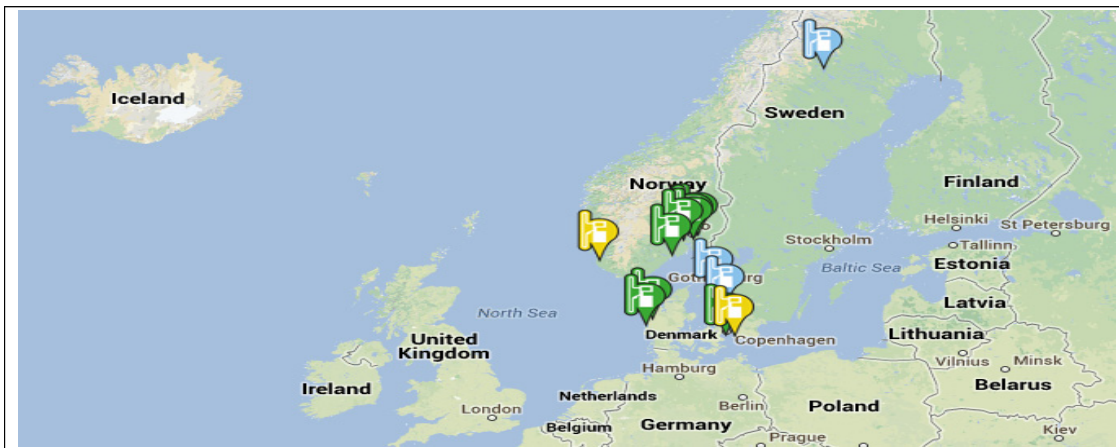 Iceland
Sweden
Norway
Finland
Helsinki
St Petersburg
Stockholm
Tallinn
Estonia
Baltic Sea
Latvia
North Sea
Denmark
Copenhagen
Lithuania
United
Kingdom
Vilnius
Minsk
Hamburg
Ireland
Netherlands
Belarus
London
Berlin
Poland
Belgium
Germany
Kiev
Prague